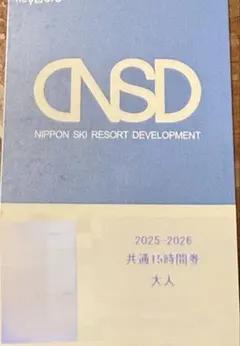 NSD
NIPPON SKI RESORT DEVELOPMENT
2025-2026
共通15時間券
大人